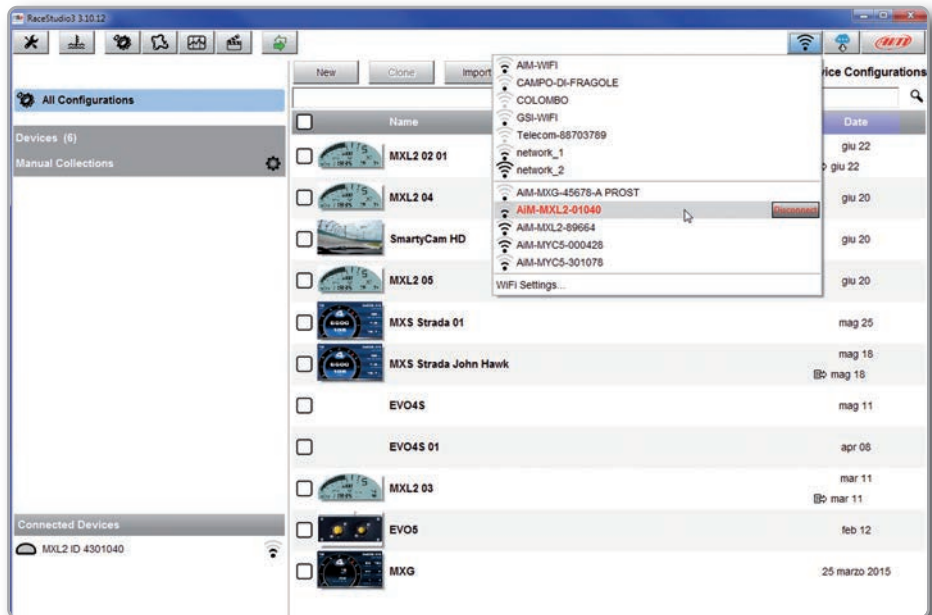 RaceStudio3 3.10.12
AiM
New Clone Import
vice Configurations
AiM-WIFI
CAMPO-DI-FRAGOLE
COLOMBO
GSI-WIFI
Telecom-88703789
network_1
network_2
AiM-MXG-45678-A PROST
AiM-MXL2-01040 Disconnect
AiM-MXL2-89664
AiM-MYC5-000428
AiM-MYC5-301078
WiFi Settings...
All Configurations
Devices (6)
Manual Collections
Name Date
MXL2 02 01 giu 22
giu 22
MXL2 04 giu 20
SmartyCam HD giu 20
MXL2 05 giu 20
MXS Strada 01 mag 25
MXS Strada John Hawk mag 18
mag 18
EVO4S mag 11
EVO4S 01 apr 08
MXL2 03 mar 11
mar 11
EVO5 feb 12
MXG 25 marzo 2015
Connected Devices
MXL2 ID 4301040